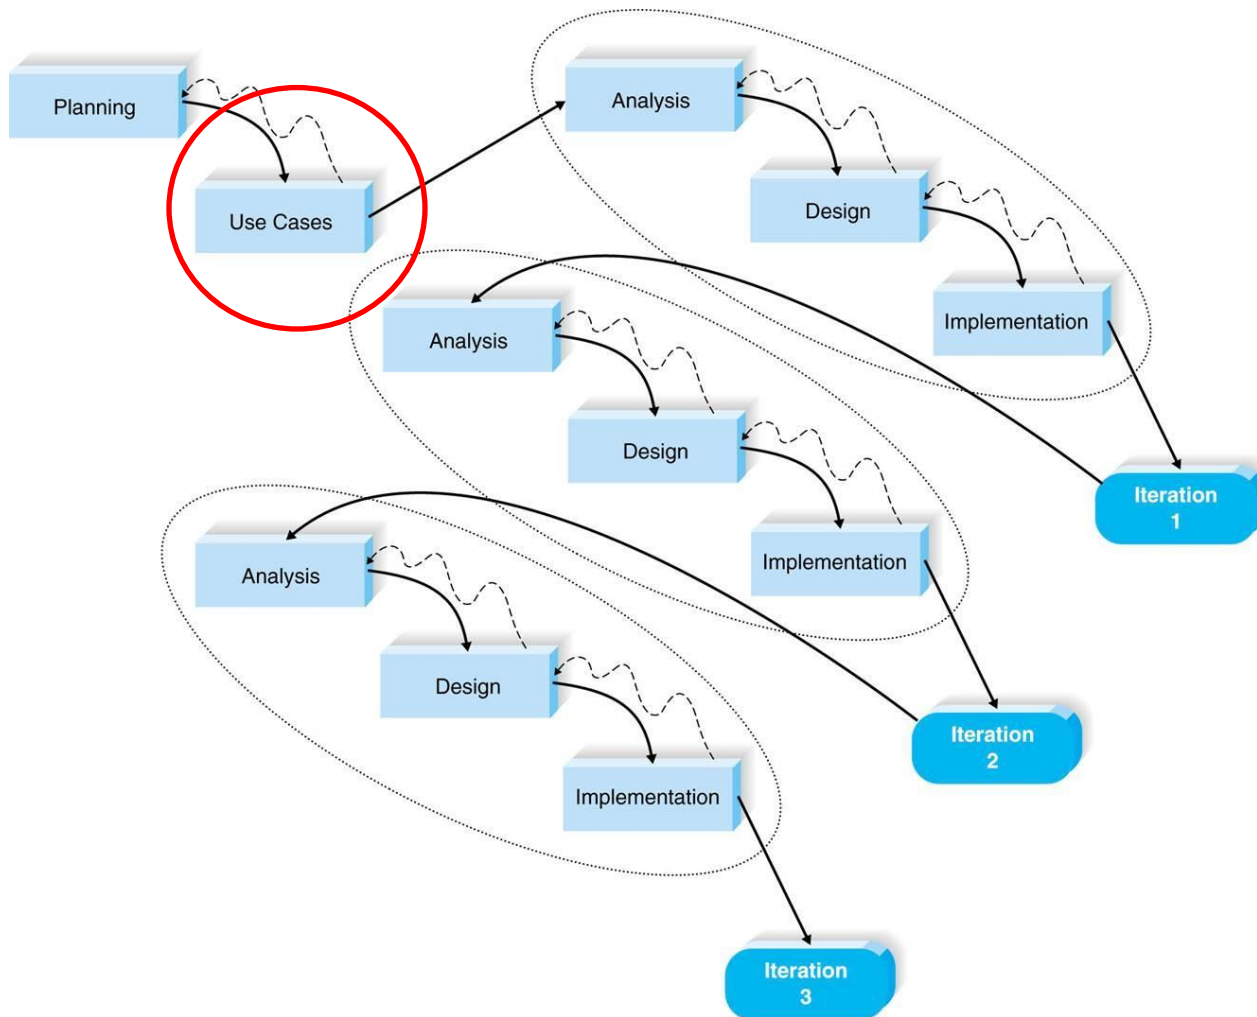 Planning
Use Cases
Analysis
Design
Implementation
Iteration
1
Analysis
Design
Implementation
Iteration
2
Analysis
Design
Implementation
Iteration
3